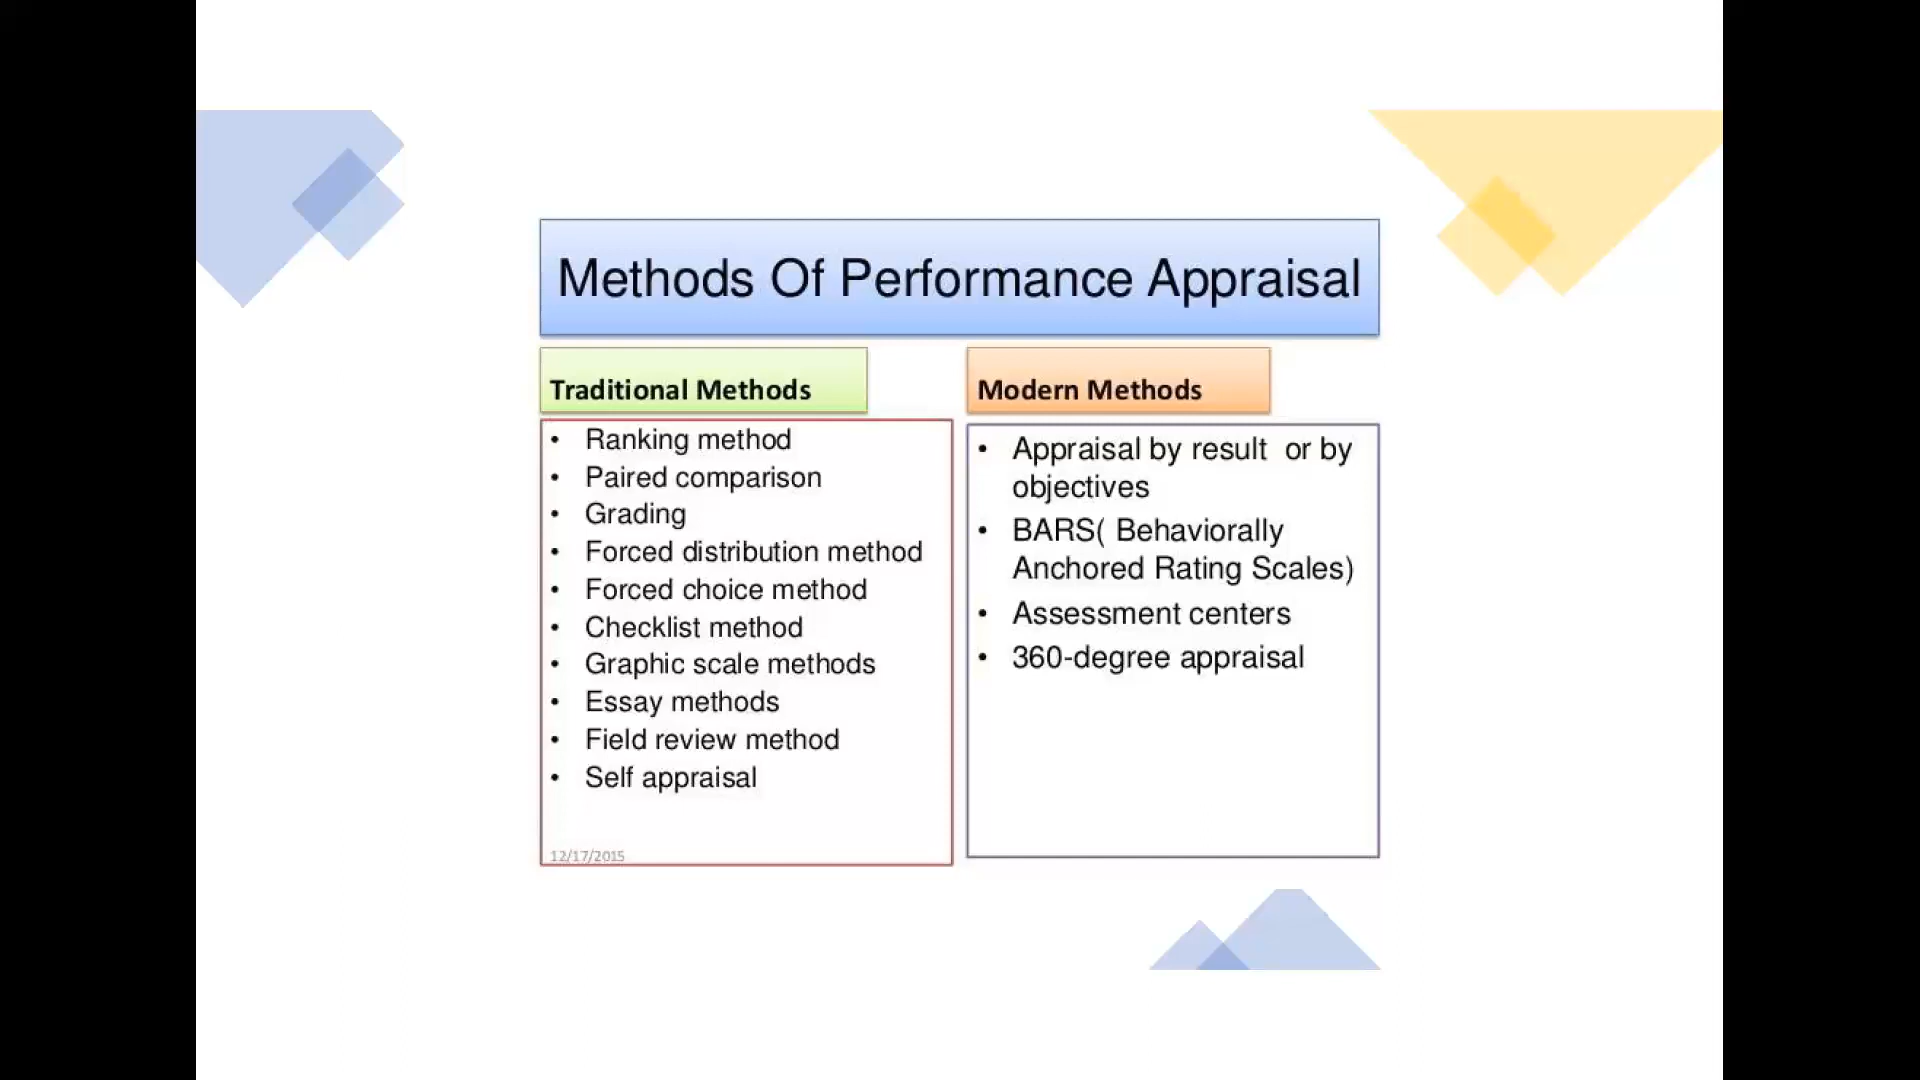 Methods Of Performance Appraisal
Traditional Methods
• Ranking method
• Paired comparison
• Grading
• Forced distribution method
• Forced choice method
• Checklist method
• Graphic scale methods
• Essay methods
• Field review method
• Self appraisal
12/17/2015
Modern Methods
• Appraisal by result or by
objectives
• BARS( Behaviorally
Anchored Rating Scales)
• Assessment centers
• 360-degree appraisal